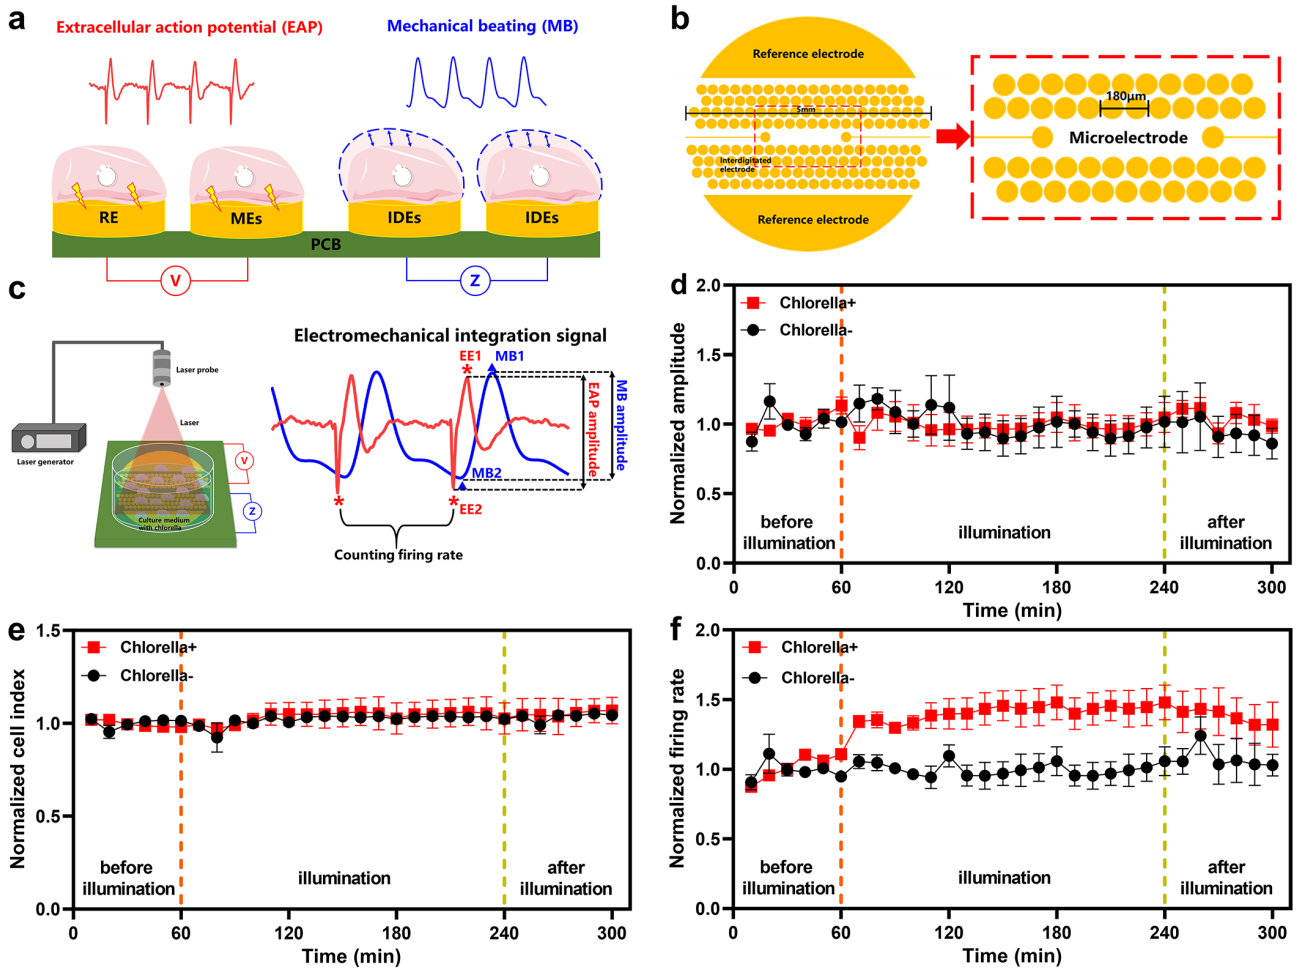 a
Extracellular action potential (EAP)
Mechanical beating (MB)
RE
MEs
IDEs
IDEs
PCB
V
Z
b
Reference electrode
5mm
Interdigitated
electrode
Reference electrode
180μm
Microelectrode
c
Laser probe
Laser
Laser generator
V
Z
Culture medium
with chlorella
Electromechanical integration signal
EE1
MB1
EAP amplitude
MB amplitude
MB2
EE2
Counting firing rate
d
Chlorella+
Chlorella-
Normalized amplitude
2.0
1.5
1.0
0.5
0.0
before
illumination
illumination
after
illumination
0 60 120 180 240 300
Time (min)
e
Chlorella+
Chlorella-
Normalized cell index
1.5
1.0
0.5
0.0
before
illumination
illumination
after
illumination
0 60 120 180 240 300
Time (min)
f
Chlorella+
Chlorella-
Normalized firing rate
2.0
1.5
1.0
0.5
0.0
before
illumination
illumination
after
illumination
0 60 120 180 240 300
Time (min)